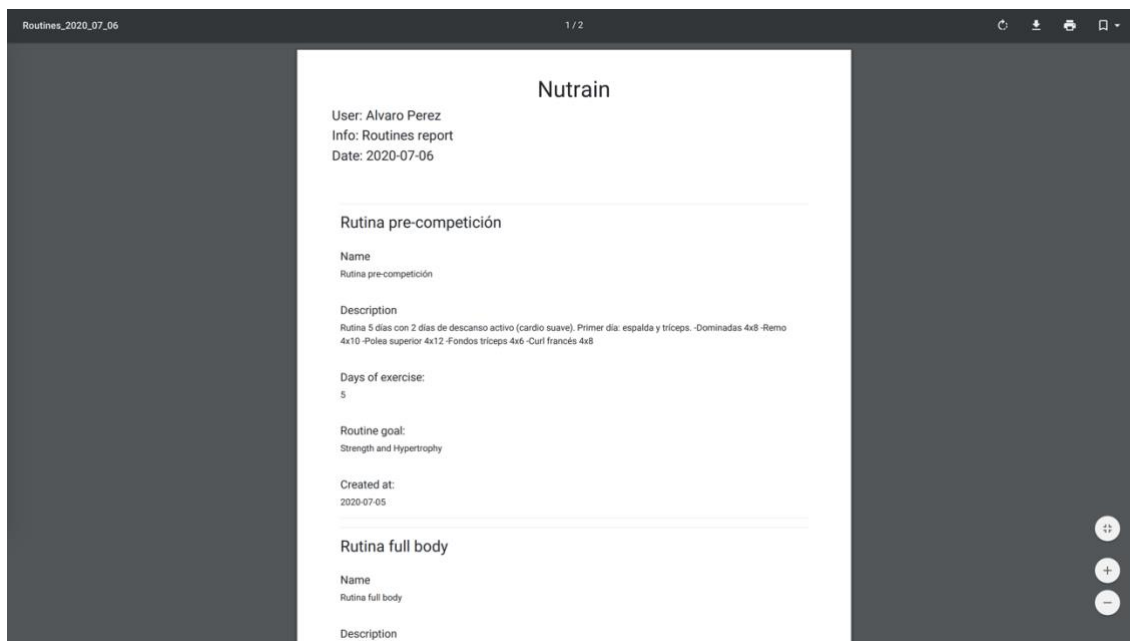 Routines_2020_07_06
1 / 2
Nutrain
User: Alvaro Perez
Info: Routines report
Date: 2020-07-06
Rutina pre-competición
Name
Rutina pre-competición
Description
Rutina 5 días con 2 días de descanso activo (cardio suave). Primer día: espalda y tríceps. -Dominadas 4x8 -Remo
4x10 -Polea superior 4x12 -Fondos tríceps 4x6 -Curl francés 4x8
Days of exercise:
5
Routine goal:
Strength and Hypertrophy
Created at:
2020-07-05
Rutina full body
Name
Rutina full body
Description